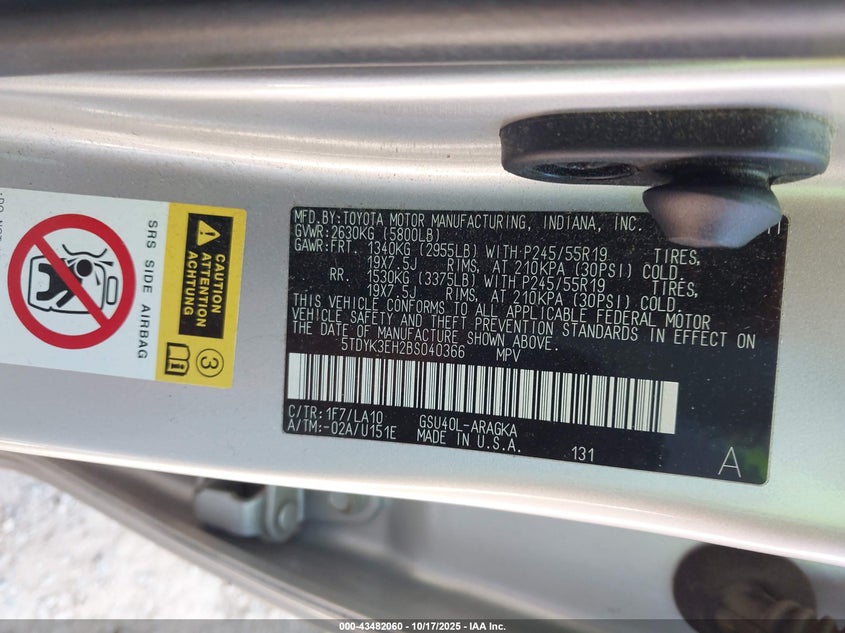 MFD.BY:TOYOTA MOTOR MANUFACTURING, INDIANA, INC.
GVWR:2630KG (5800LB)
GAWR:FRT. 1340KG (2955LB) WITH P245/55R19 TIRES,
19X7.5J RIMS, AT 210KPA (30PSI) COLD.
RR. 1530KG (3375LB) WITH P245/55R19 TIRES,
19X7.5J RIMS, AT 210KPA (30PSI) COLD.
THIS VEHICLE CONFORMS TO ALL APPLICABLE FEDERAL MOTOR
VEHICLE SAFETY AND THEFT PREVENTION STANDARDS IN EFFECT ON
THE DATE OF MANUFACTURE SHOWN ABOVE.
5TDYK3EH2BS040366 MPV
C/TR:1F7/LA10 GSU40L-ARAGKA
A/TM:-02A/U151E MADE IN U.S.A.
131
A
CAUTION
ATTENTION
ACHTUNG
3
SRS SIDE AIRBAG
000-43482060 - 10/17/2025 - IAA Inc.